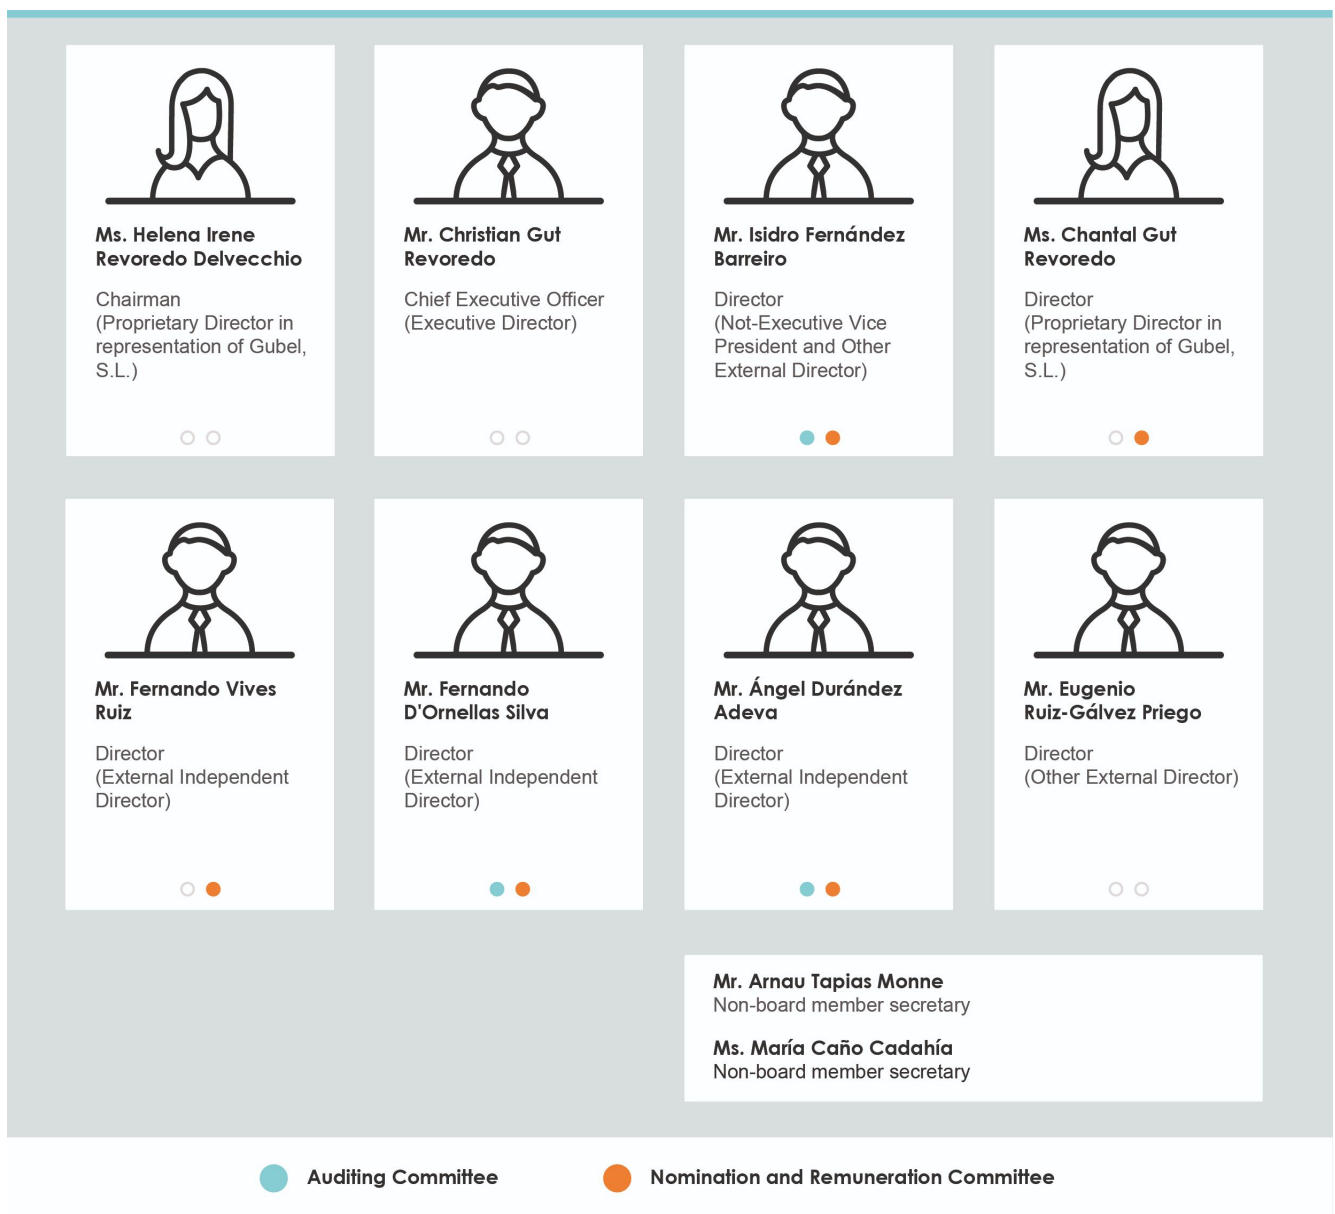 Ms. Helena Irene
Revoredo Delvecchio
Chairman
(Proprietary Director in
representation of Gubel,
S.L.)
Mr. Christian Gut
Revoredo
Chief Executive Officer
(Executive Director)
Mr. Isidro Fernández
Barreiro
Director
(Not-Executive Vice
President and Other
External Director)
Ms. Chantal Gut
Revoredo
Director
(Proprietary Director in
representation of Gubel,
S.L.)
Mr. Fernando Vives
Ruiz
Director
(External Independent
Director)
Mr. Fernando
D'Ornellas Silva
Director
(External Independent
Director)
Mr. Ángel Durández
Adeva
Director
(External Independent
Director)
Mr. Eugenio
Ruiz-Gálvez Priego
Director
(Other External Director)
Mr. Arnau Tapias Monne
Non-board member secretary
Ms. María Caño Cadahía
Non-board member secretary
Auditing Committee
Nomination and Remuneration Committee